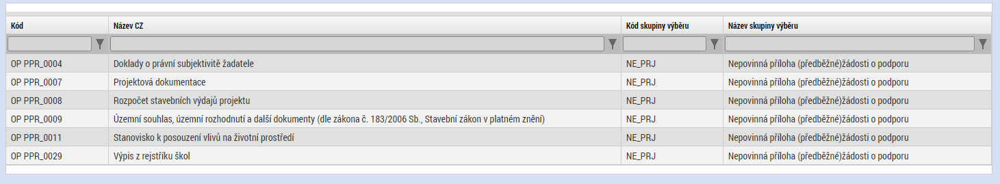 Kód Název CZ Kód skupiny výběru Název skupiny výběru
OP PPR_0004 Doklady o právní subjektivitě žadatele NE_PRJ Nepovinná příloha (předběžné)žádosti o podporu
OP PPR_0007 Projektová dokumentace NE_PRJ Nepovinná příloha (předběžné)žádosti o podporu
OP PPR_0008 Rozpočet stavebních výdajů projektu NE_PRJ Nepovinná příloha (předběžné)žádosti o podporu
OP PPR_0009 Územní souhlas, územní rozhodnutí a další dokumenty (dle zákona č. 183/2006 Sb., Stavební zákon v platném znění) NE_PRJ Nepovinná příloha (předběžné)žádosti o podporu
OP PPR_0011 Stanovisko k posouzení vlivů na životní prostředí NE_PRJ Nepovinná příloha (předběžné)žádosti o podporu
OP PPR_0029 Výpis z rejstříku škol NE_PRJ Nepovinná příloha (předběžné)žádosti o podporu